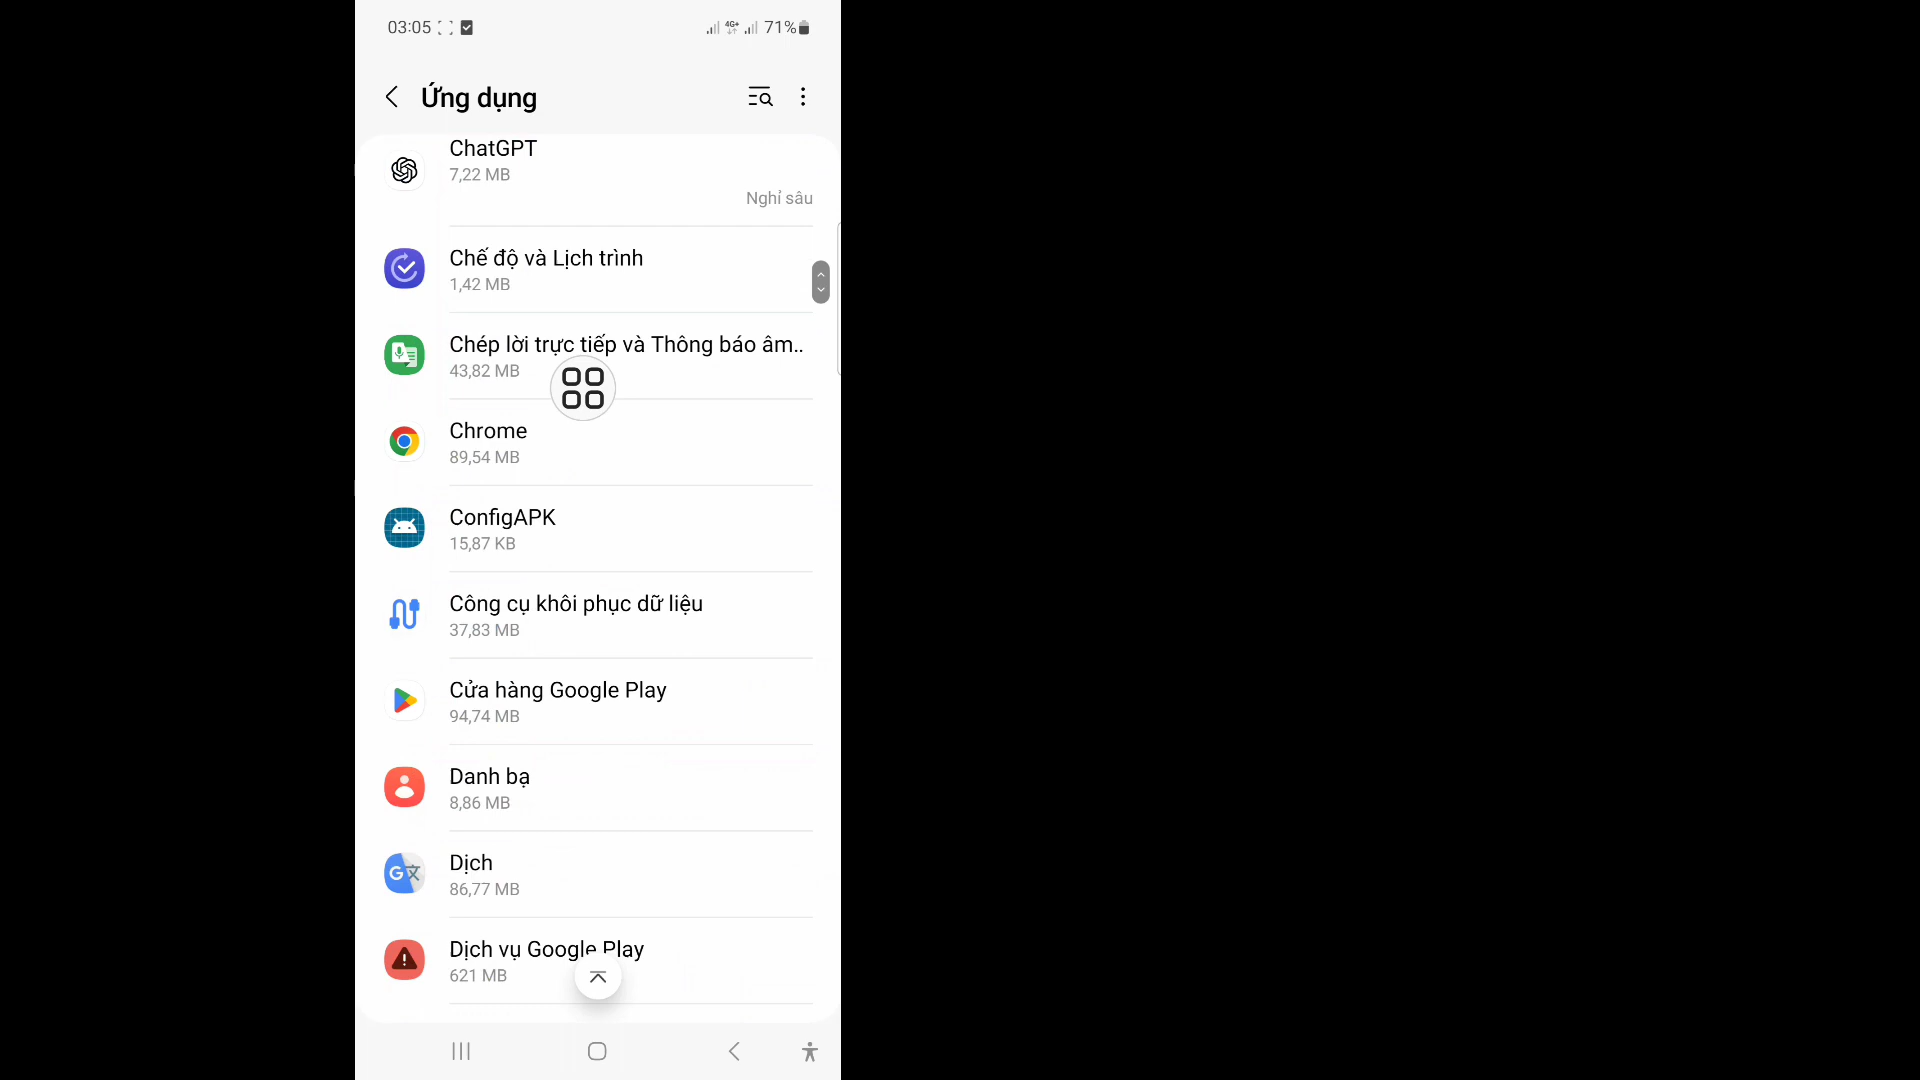 03:05
4G+
71%
Ứng dụng
ChatGPT
7,22 MB
Nghỉ sâu
Chế độ và Lịch trình
1,42 MB
Chép lời trực tiếp và Thông báo âm..
43,82 MB
Chrome
89,54 MB
ConfigAPK
15,87 KB
Công cụ khôi phục dữ liệu
37,83 MB
Cửa hàng Google Play
94,74 MB
Danh bạ
8,86 MB
Dịch
86,77 MB
Dịch vụ Google Play
621 MB